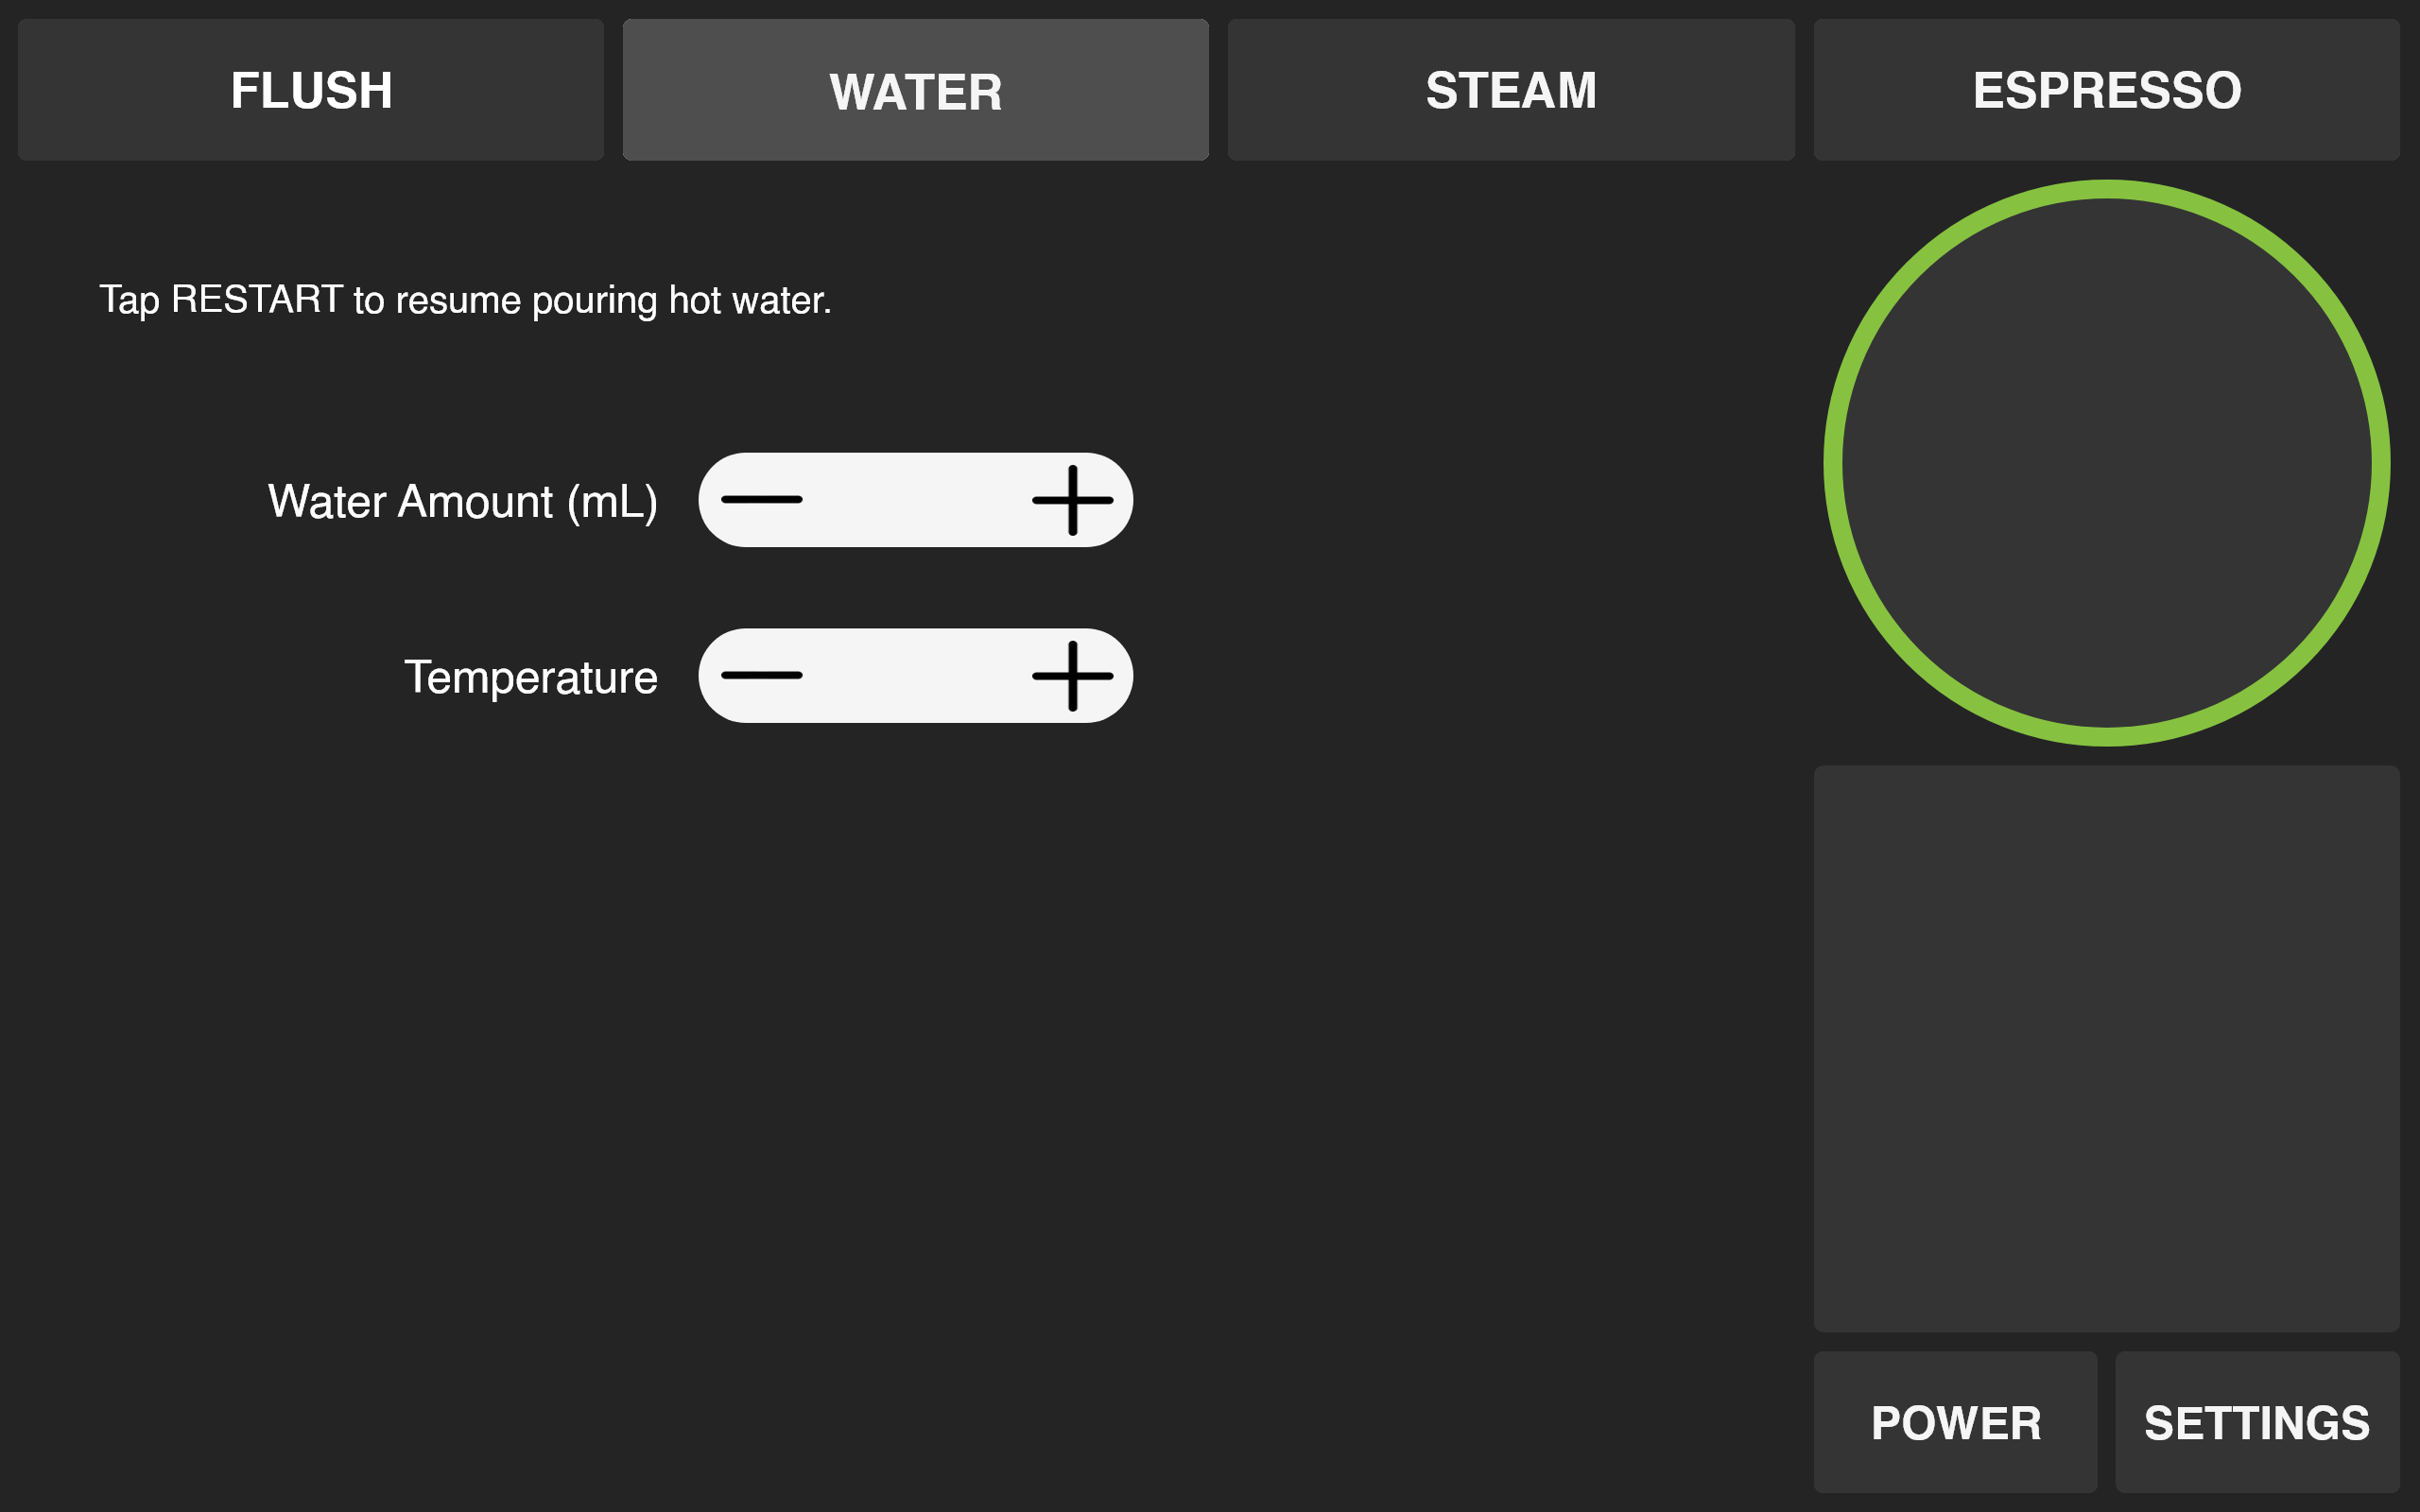 FLUSH
WATER
STEAM
ESPRESSO
Tap RESTART to resume pouring hot water.
Water Amount (mL)
Temperature
POWER
SETTINGS